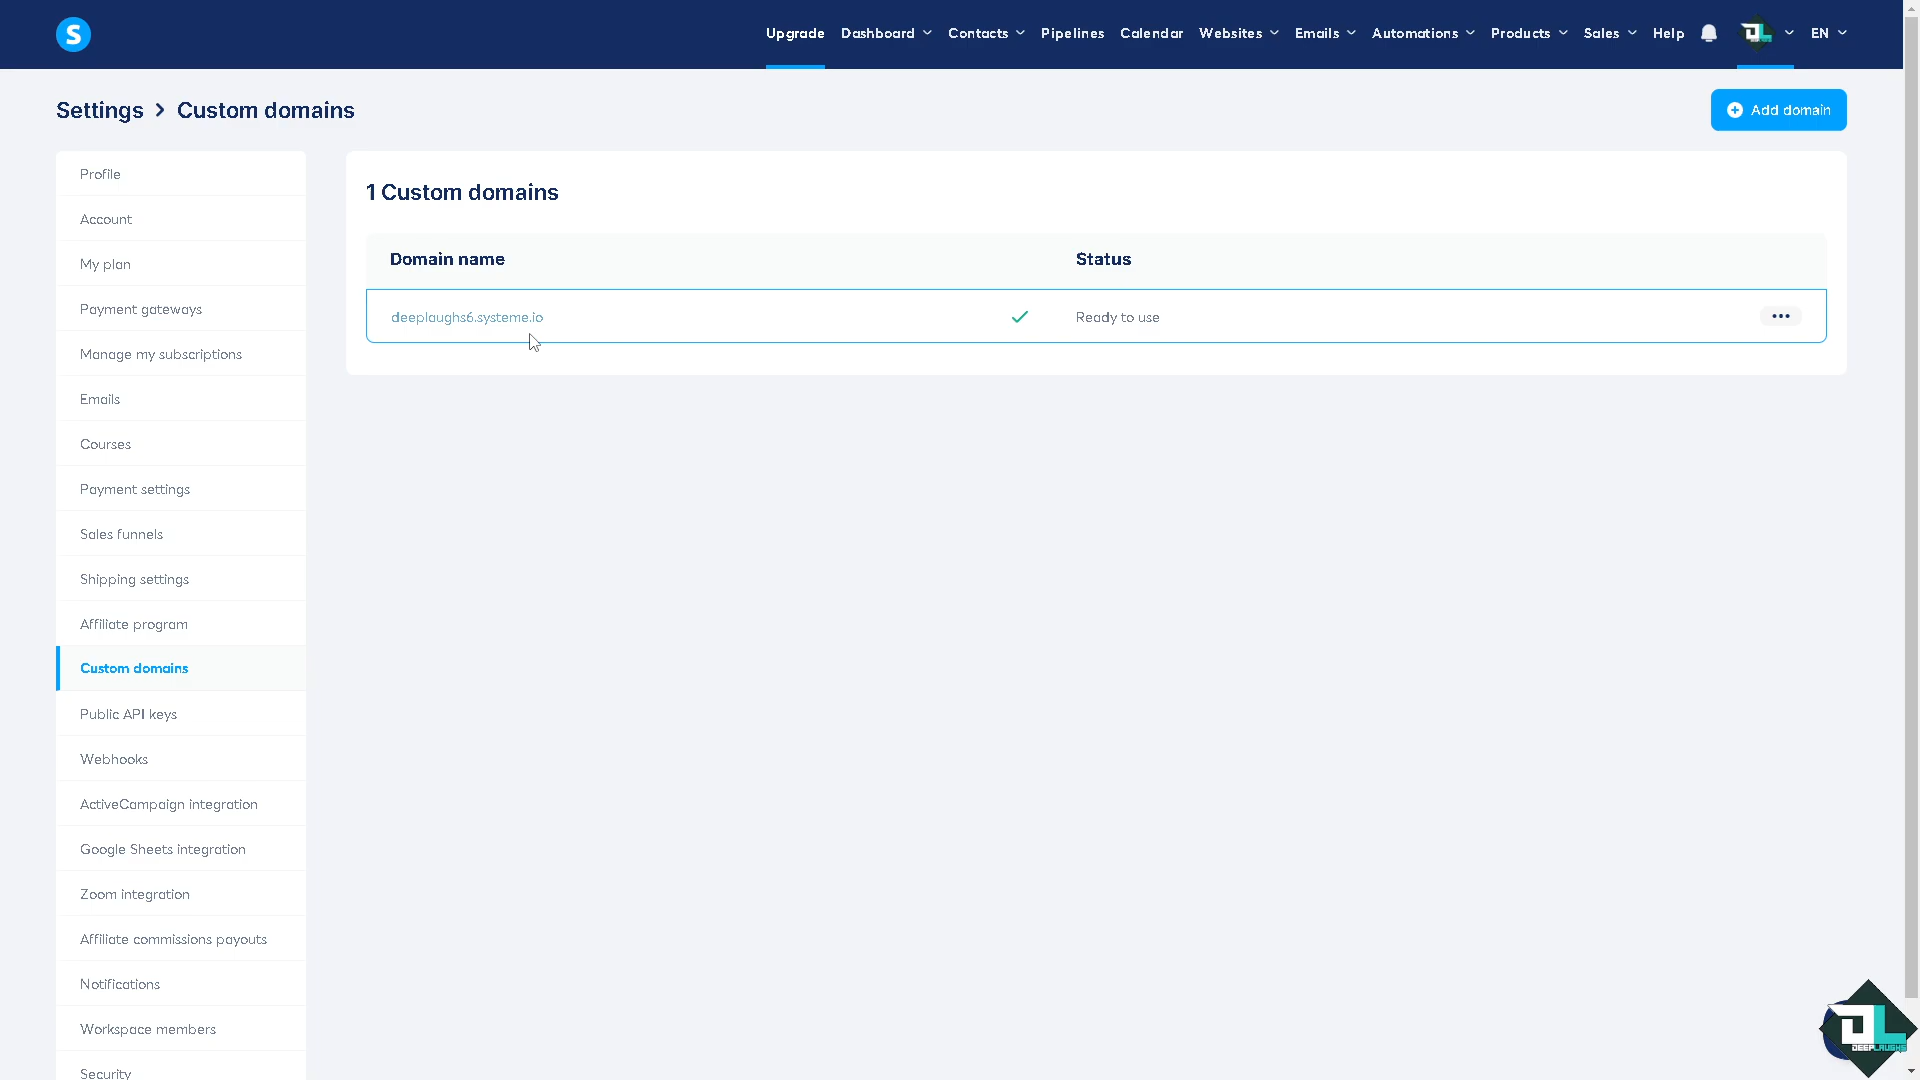 S
Upgrade Dashboard Contacts Pipelines Calendar Websites Emails Automations Products Sales Help JL EN
Settings > Custom domains
Add domain
Profile
Account
My plan
Payment gateways
Manage my subscriptions
Emails
Courses
Payment settings
Sales funnels
Shipping settings
Affiliate program
Custom domains
Public API keys
Webhooks
ActiveCampaign integration
Google Sheets integration
Zoom integration
Affiliate commissions payouts
Notifications
Workspace members
Security
1 Custom domains
Domain name Status
deeplaughs6.systeme.io Ready to use
DEEPLAUGHS